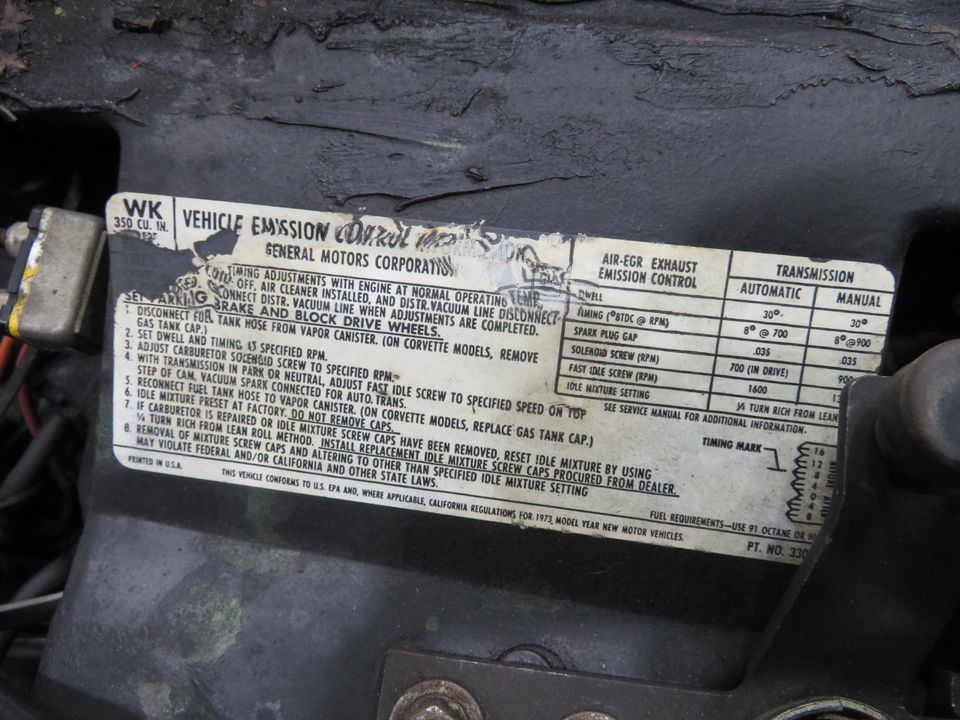 WK
350 CU. IN.
VEHICLE EMISSION CONTROL
GENERAL MOTORS CORPORATION
TIMING ADJUSTMENTS WITH ENGINE AT NORMAL OPERATING TEMP.
OFF, AIR CLEANER INSTALLED, AND DISTR. VACUUM LINE DISCONNECT-
CONNECT DISTR. VACUUM LINE WHEN ADJUSTMENTS ARE COMPLETED.
SET PARKING BRAKE AND BLOCK DRIVE WHEELS.
1. DISCONNECT FUEL TANK HOSE FROM VAPOR CANISTER. (ON CORVETTE MODELS, REMOVE
GAS TANK CAP.)
2. SET DWELL AND TIMING AT SPECIFIED RPM.
3. ADJUST CARBURETOR SOLENOID SCREW TO SPECIFIED RPM.
4. WITH TRANSMISSION IN PARK OR NEUTRAL, ADJUST FAST IDLE SCREW TO SPECIFIED SPEED ON TOP
STEP OF CAM, VACUUM SPARK CONNECTED FOR AUTO. TRANS.
5. RECONNECT FUEL TANK HOSE TO VAPOR CANISTER. (ON CORVETTE MODELS, REPLACE GAS TANK CAP.)
6. IDLE MIXTURE PRESET AT FACTORY. DO NOT REMOVE CAPS.
7. IF CARBURETOR IS REPAIRED OR IDLE MIXTURE SCREW CAPS HAVE BEEN REMOVED, RESET IDLE MIXTURE BY USING
¼ TURN RICH FROM LEAN ROLL METHOD. INSTALL REPLACEMENT IDLE MIXTURE SCREW CAPS PROCURED FROM DEALER.
8. REMOVAL OF MIXTURE SCREW CAPS AND ALTERING TO OTHER THAN SPECIFIED IDLE MIXTURE SETTING
MAY VIOLATE FEDERAL AND/OR CALIFORNIA AND OTHER STATE LAWS.
PRINTED IN U.S.A.
THIS VEHICLE CONFORMS TO U.S. EPA AND, WHERE APPLICABLE, CALIFORNIA REGULATIONS FOR 1973, MODEL YEAR NEW MOTOR VEHICLES.
AIR-EGR EXHAUST
EMISSION CONTROL
TRANSMISSION
AUTOMATIC MANUAL
DWELL 30° 30°
TIMING (°BTDC @ RPM) 8° @ 700 8° @ 900
SPARK PLUG GAP .035 .035
SOLENOID SCREW (RPM) 700 (IN DRIVE) 900
FAST IDLE SCREW (RPM) 1600
IDLE MIXTURE SETTING ¼ TURN RICH FROM LEAN
SEE SERVICE MANUAL FOR ADDITIONAL INFORMATION.
TIMING MARK
16
12
8
4
0
4
8
FUEL REQUIREMENTS—USE 91 OCTANE OR
PT. NO. 330